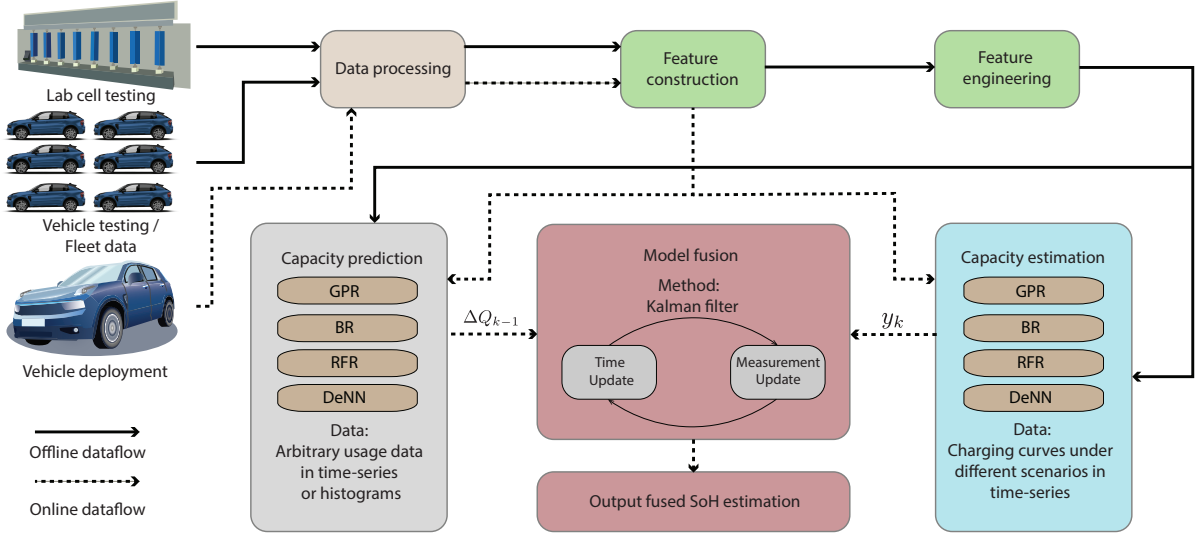 Lab cell testing
Vehicle testing /
Fleet data
Vehicle deployment
Offline dataflow
Online dataflow
Data processing
Feature
construction
Feature
engineering
Capacity prediction
GPR
BR
RFR
DeNN
Data:
Arbitrary usage data
in time-series
or histograms
ΔQₖ₋₁
Model fusion
Method:
Kalman filter
Time
Update
Measurement
Update
Output fused SoH estimation
yₖ
Capacity estimation
GPR
BR
RFR
DeNN
Data:
Charging curves under
different scenarios in
time-series